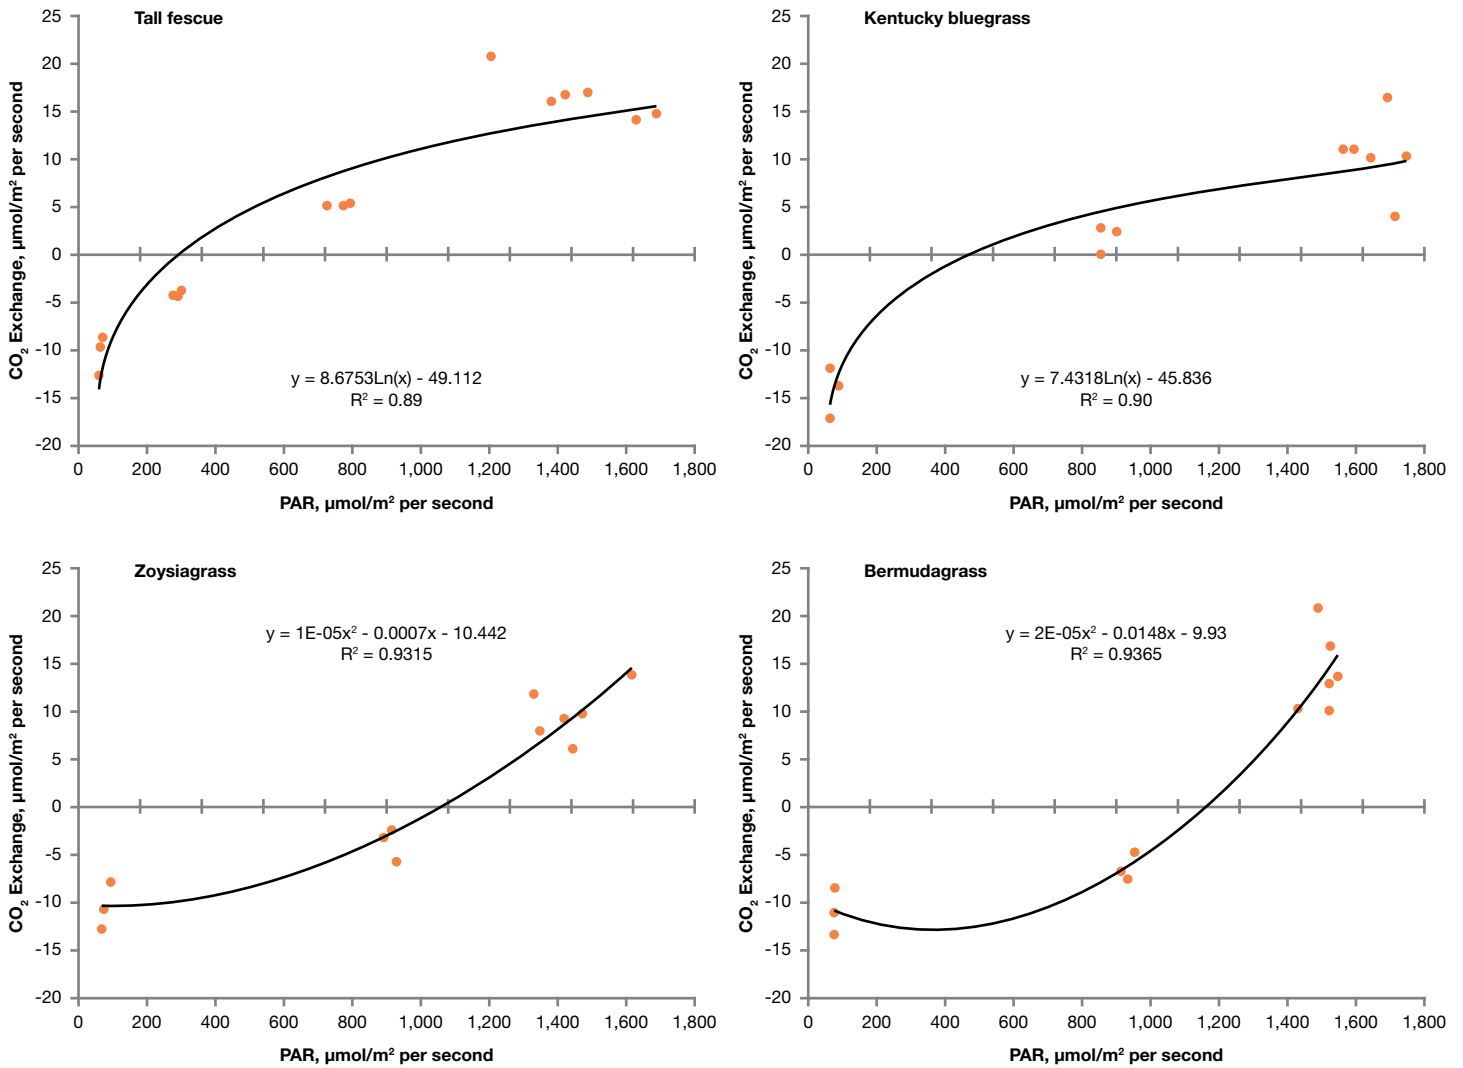 Tall fescue
25
20
15
10
5
0
-5
-10
-15
-20
CO₂ Exchange, µmol/m² per second
y = 8.6753Ln(x) - 49.112
R² = 0.89
0 200 400 600 800 1,000 1,200 1,400 1,600 1,800
PAR, µmol/m² per second
Kentucky bluegrass
25
20
15
10
5
0
-5
-10
-15
-20
CO₂ Exchange, µmol/m² per second
y = 7.4318Ln(x) - 45.836
R² = 0.90
0 200 400 600 800 1,000 1,200 1,400 1,600 1,800
PAR, µmol/m² per second
Zoysiagrass
25
20
15
10
5
0
-5
-10
-15
-20
CO₂ Exchange, µmol/m² per second
y = 1E-05x² - 0.0007x - 10.442
R² = 0.9315
0 200 400 600 800 1,000 1,200 1,400 1,600 1,800
PAR, µmol/m² per second
Bermudagrass
25
20
15
10
5
0
-5
-10
-15
-20
CO₂ Exchange, µmol/m² per second
y = 2E-05x² - 0.0148x - 9.93
R² = 0.9365
0 200 400 600 800 1,000 1,200 1,400 1,600 1,800
PAR, µmol/m² per second